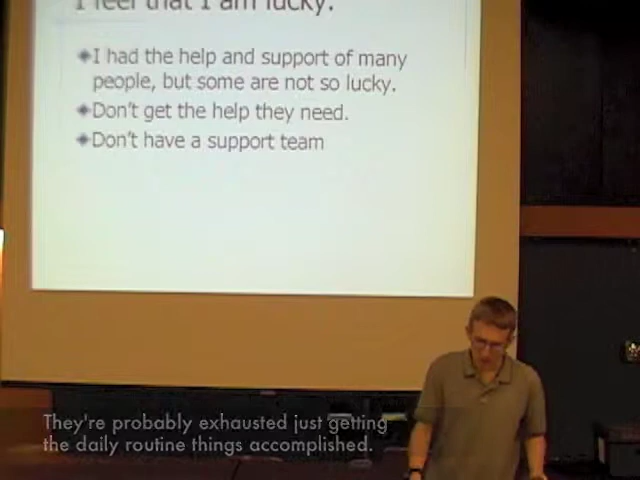 I feel that I am lucky.
I had the help and support of many
people, but some are not so lucky.
Don't get the help they need.
Don't have a support team
They're probably exhausted just getting
the daily routine things accomplished.